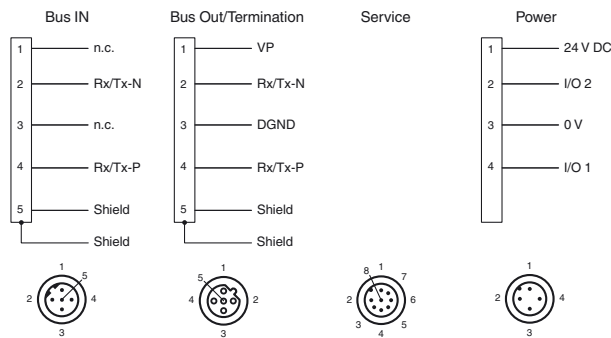 Bus IN
Bus Out/Termination
Service
Power
1 n.c.
2 Rx/Tx-N
3 n.c.
4 Rx/Tx-P
5 Shield
Shield
1 VP
2 Rx/Tx-N
3 DGND
4 Rx/Tx-P
5 Shield
Shield
1 24 V DC
2 I/O 2
3 0 V
4 I/O 1
1
5
2
4
3
1
5
4
2
3
8
1
7
2
6
3
4
5
1
2
4
3